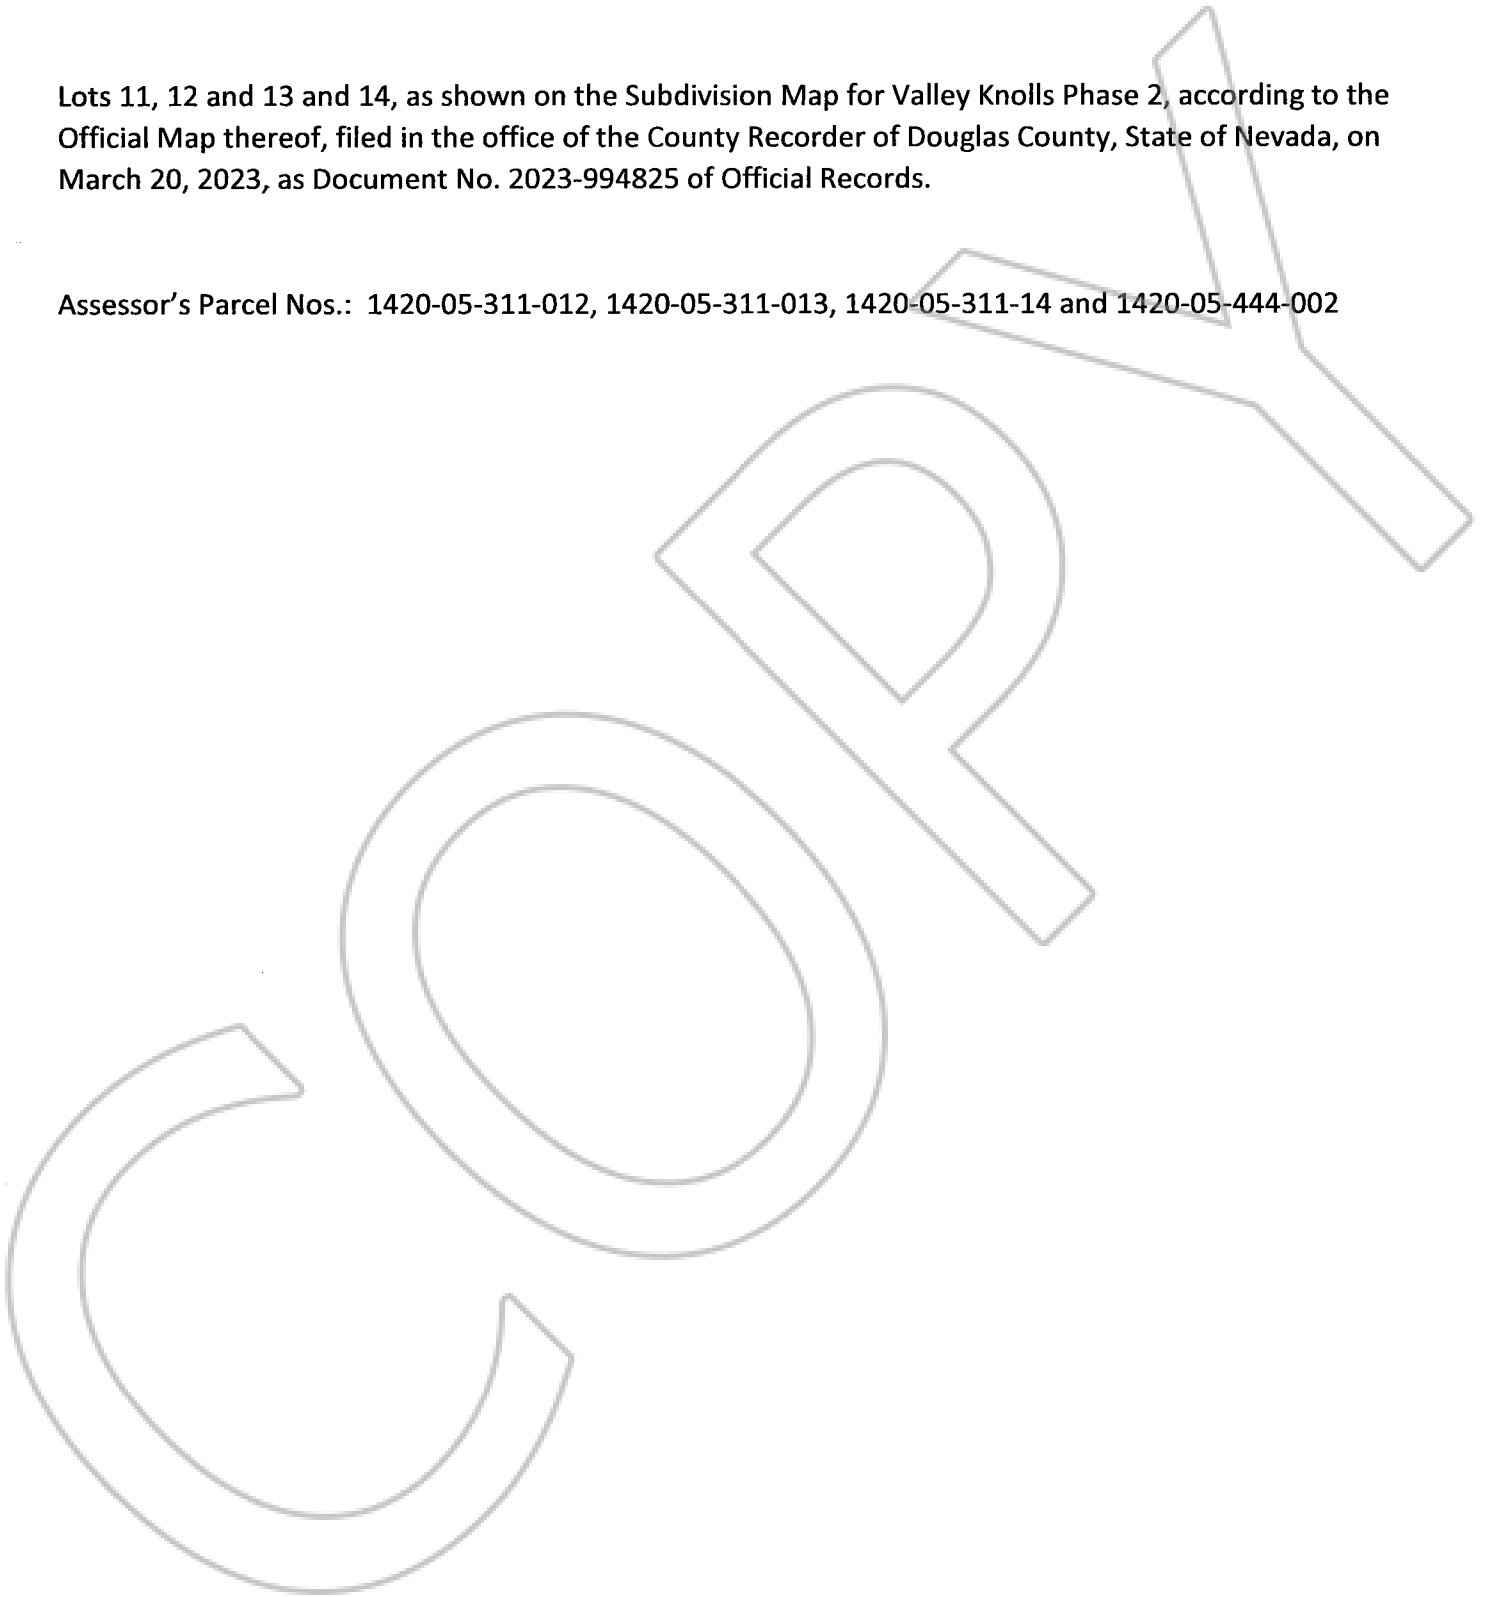 Lots 11, 12 and 13 and 14, as shown on the Subdivision Map for Valley Knolls Phase 2, according to the
Official Map thereof, filed in the office of the County Recorder of Douglas County, State of Nevada, on
March 20, 2023, as Document No. 2023-994825 of Official Records.
Assessor’s Parcel Nos.: 1420-05-311-012, 1420-05-311-013, 1420-05-311-14 and 1420-05-444-002
COPY